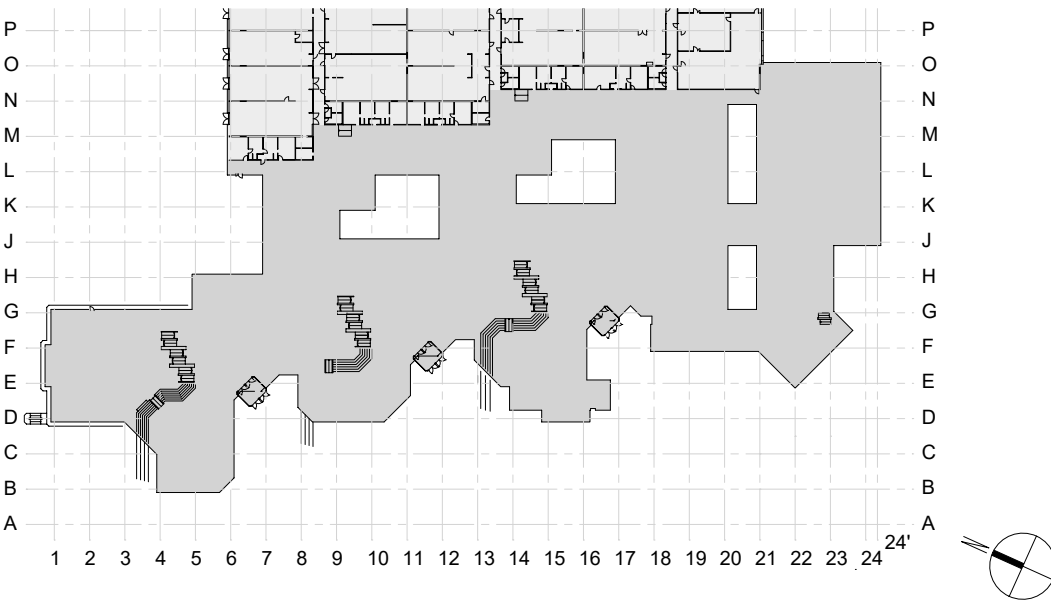 P P
O O
N N
M M
L L
K K
J J
H H
G G
F F
E E
D D
C C
B B
A A
1 2 3 4 5 6 7 8 9 10 11 12 13 14 15 16 17 18 19 20 21 22 23 24 24'
N